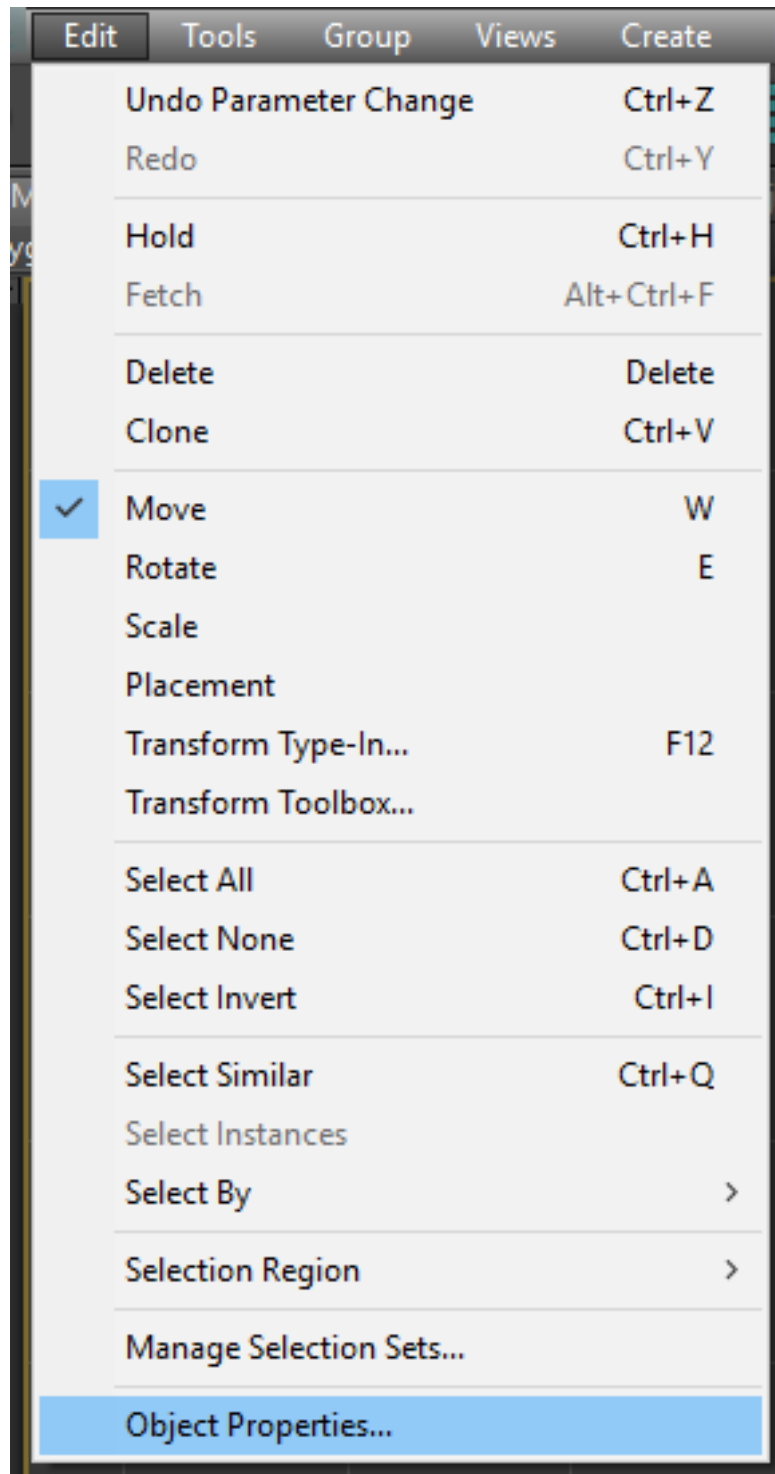 Edit Tools Group Views Create
Undo Parameter Change Ctrl+Z
Redo Ctrl+Y
Hold Ctrl+H
Fetch Alt+Ctrl+F
Delete Delete
Clone Ctrl+V
Move W
Rotate E
Scale
Placement
Transform Type-In... F12
Transform Toolbox...
Select All Ctrl+A
Select None Ctrl+D
Select Invert Ctrl+I
Select Similar Ctrl+Q
Select Instances
Select By
Selection Region
Manage Selection Sets...
Object Properties...